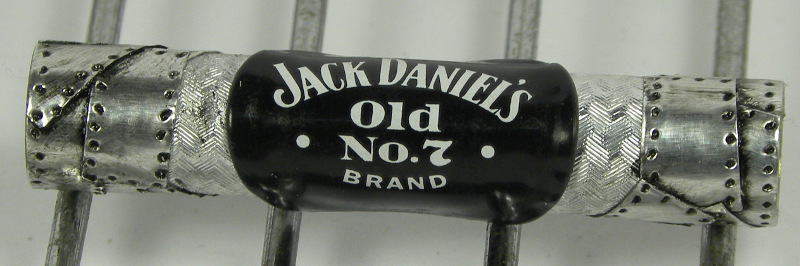 JACK DANIEL'S
Old
No.7
BRAND